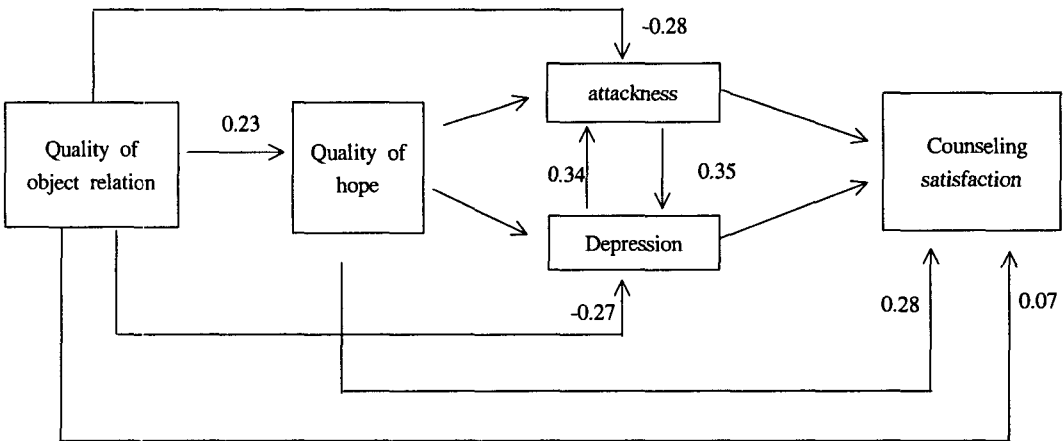 -0.28
attackness
0.23
Quality of
object relation
Quality of
hope
Counseling
satisfaction
0.34
0.35
Depression
-0.27
0.28
0.07